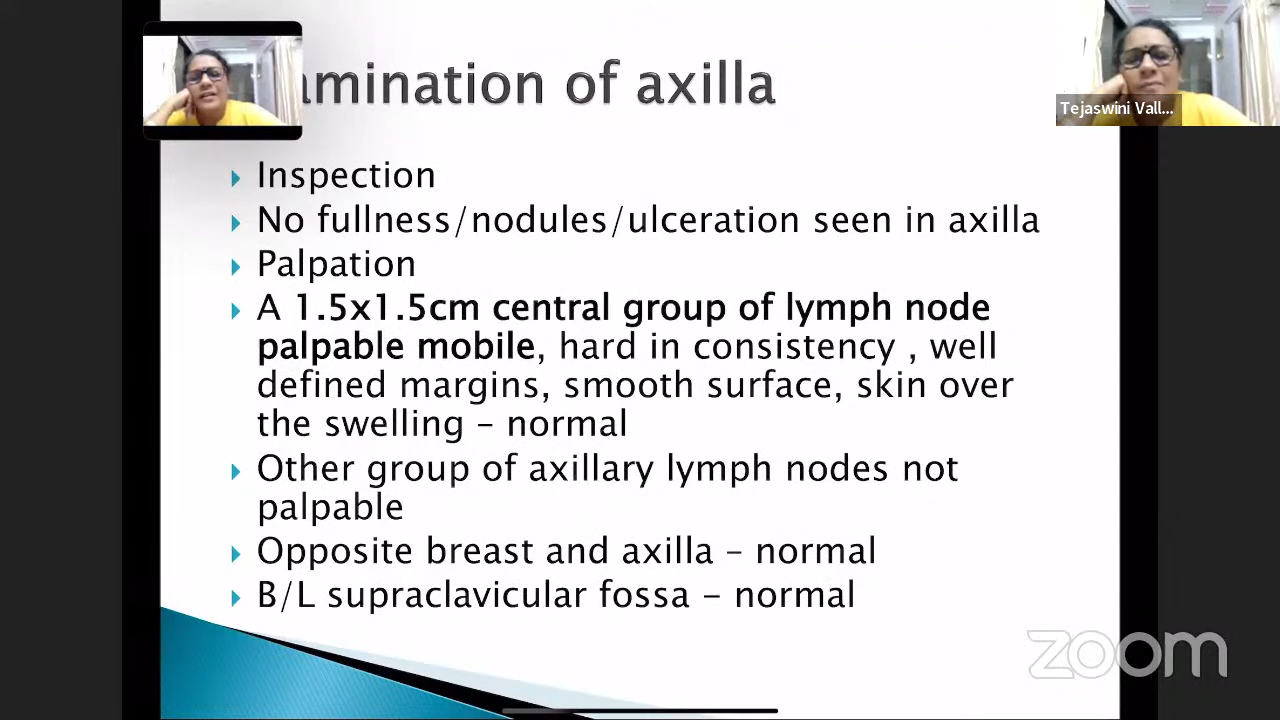 amination of axilla
Tejaswini Vall...
Inspection
No fullness/nodules/ulceration seen in axilla
Palpation
A 1.5x1.5cm central group of lymph node
palpable mobile, hard in consistency , well
defined margins, smooth surface, skin over
the swelling – normal
Other group of axillary lymph nodes not
palpable
Opposite breast and axilla – normal
B/L supraclavicular fossa – normal
zoom